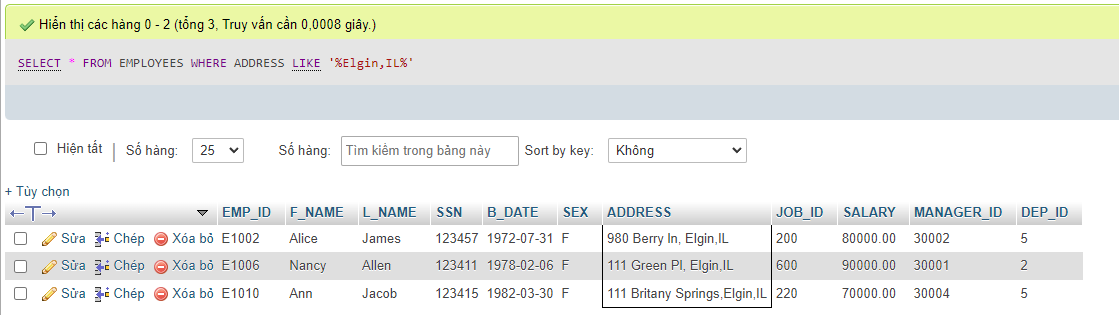 Hiển thị các hàng 0 - 2 (tổng 3, Truy vấn cần 0,0008 giây.)
SELECT * FROM EMPLOYEES WHERE ADDRESS LIKE '%Elgin,IL%'
Hiện tất | Số hàng: 25 Số hàng: Tìm kiếm trong bảng này Sort by key: Không
+ Tùy chọn
←T→ EMP_ID F_NAME L_NAME SSN B_DATE SEX ADDRESS JOB_ID SALARY MANAGER_ID DEP_ID
Sửa Chép Xóa bỏ E1002 Alice James 123457 1972-07-31 F 980 Berry ln, Elgin,IL 200 80000.00 30002 5
Sửa Chép Xóa bỏ E1006 Nancy Allen 123411 1978-02-06 F 111 Green Pl, Elgin,IL 600 90000.00 30001 2
Sửa Chép Xóa bỏ E1010 Ann Jacob 123415 1982-03-30 F 111 Britany Springs,Elgin,IL 220 70000.00 30004 5